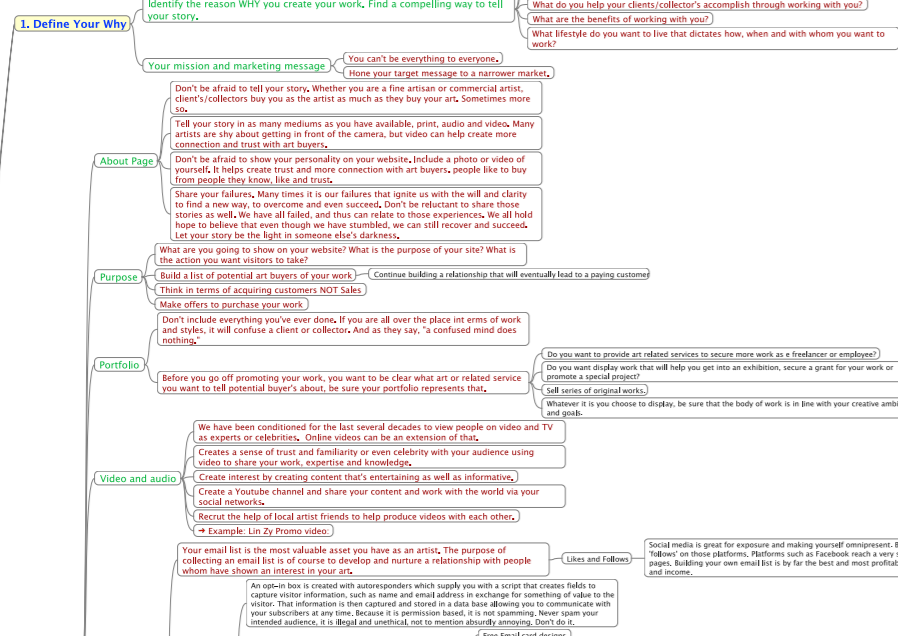 1. Define Your Why
Identify the reason WHY you create your work. Find a compelling way to tell
your story.
What do you help your clients/collector's accomplish through working with you?
What are the benefits of working with you?
What lifestyle do you want to live that dictates how, when and with whom you want to
work?
Your mission and marketing message
You can't be everything to everyone.
Hone your target message to a narrower market.
About Page
Don't be afraid to tell your story. Whether you are a fine artisan or commercial artist,
client's/collectors buy you as the artist as much as they buy your art. Sometimes more
so.
Tell your story in as many mediums as you have available, print, audio and video. Many
artists are shy about getting in front of the camera, but video can help create more
connection and trust with art buyers.
Don't be afraid to show your personality on your website. Include a photo or video of
yourself. It helps create trust and more connection with art buyers. people like to buy
from people they know, like and trust.
Share your failures. Many times it is our failures that ignite us with the will and clarity
to find a new way, to overcome and even succeed. Don't be reluctant to share those
stories as well. We have all failed, and thus can relate to those experiences. We all hold
hope to believe that even though we have stumbled, we can still recover and succeed.
Let your story be the light in someone else's darkness.
Purpose
What are you going to show on your website? What is the purpose of your site? What is
the action you want visitors to take?
Build a list of potential art buyers of your work
Continue building a relationship that will eventually lead to a paying customer
Think in terms of acquiring customers NOT Sales
Make offers to purchase your work
Portfolio
Don't include everything you've ever done. If you are all over the place int erms of work
and styles, it will confuse a client or collector. And as they say, "a confused mind does
nothing."
Before you go off promoting your work, you want to be clear what art or related service
you want to tell potential buyer's about, be sure your portfolio represents that.
Do you want to provide art related services to secure more work as e freelancer or employee?
Do you want display work that will help you get into an exhibition, secure a grant for your work or
promote a special project?
Sell series of original works.
Whatever it is you choose to display, be sure that the body of work is in line with your creative ambi
and goals.
Video and audio
We have been conditioned for the last several decades to view people on video and TV
as experts or celebrities. Online videos can be an extension of that.
Creates a sense of trust and familiarity or even celebrity with your audience using
video to share your work, expertise and knowledge.
Create interest by creating content that's entertaining as well as informative.
Create a Youtube channel and share your content and work with the world via your
social networks.
Recrut the help of local artist friends to help produce videos with each other.
➔ Example: Lin Zy Promo video:
Your email list is the most valuable asset you have as an artist. The purpose of
collecting an email list is of course to develop and nurture a relationship with people
whom have shown an interest in your art.
Likes and Follows
Social media is great for exposure and making yourself omnipresent. B
'follows' on those platforms. Platforms such as Facebook reach a very s
pages. Building your own email list is by far the best and most profitab
and income.
An opt-in box is created with autoresponders which supply you with a script that creates fields to
capture visitor information, such as name and email address in exchange for something of value to the
visitor. That information is then captured and stored in a data base allowing you to communicate with
your subscribers at any time. Because it is permission based, it is not spamming. Never spam your
intended audience, it is illegal and unethical, not to mention absurdly annoying. Don't do it.
Free Email card designs